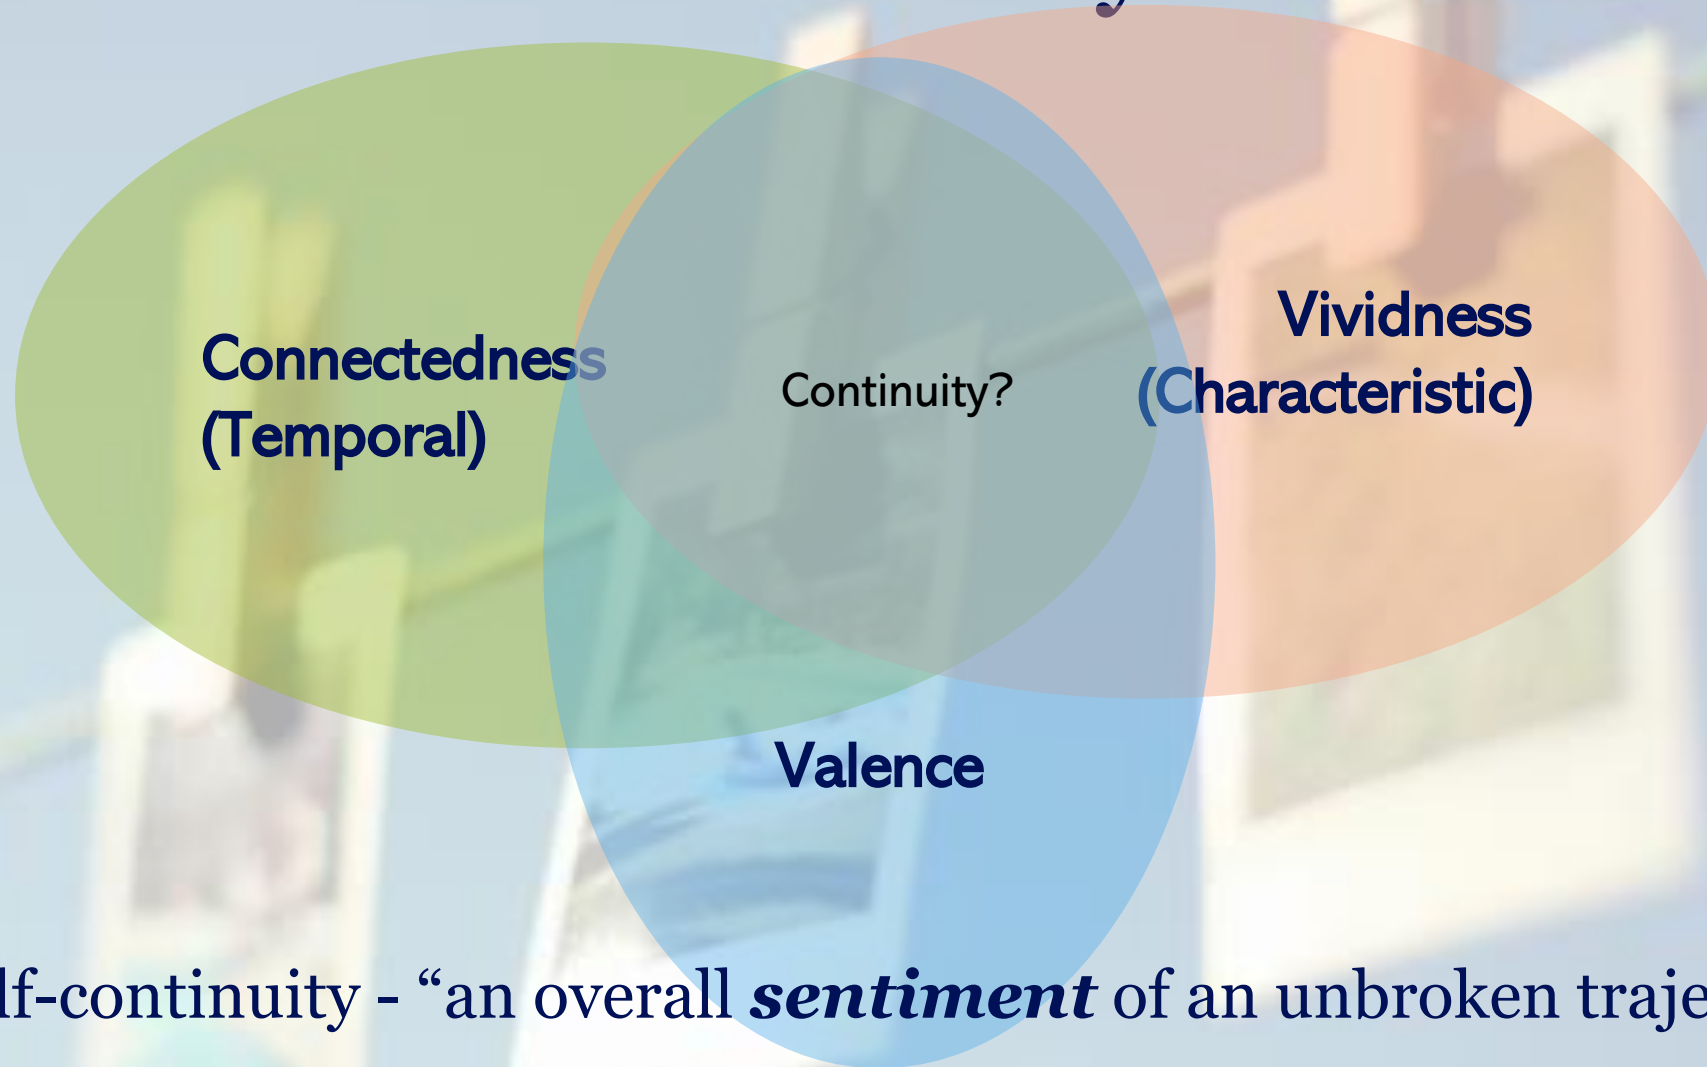 Connectedness
(Temporal)
Continuity?
Vividness
(Characteristic)
Valence
lf-continuity - “an overall sentiment of an unbroken traje